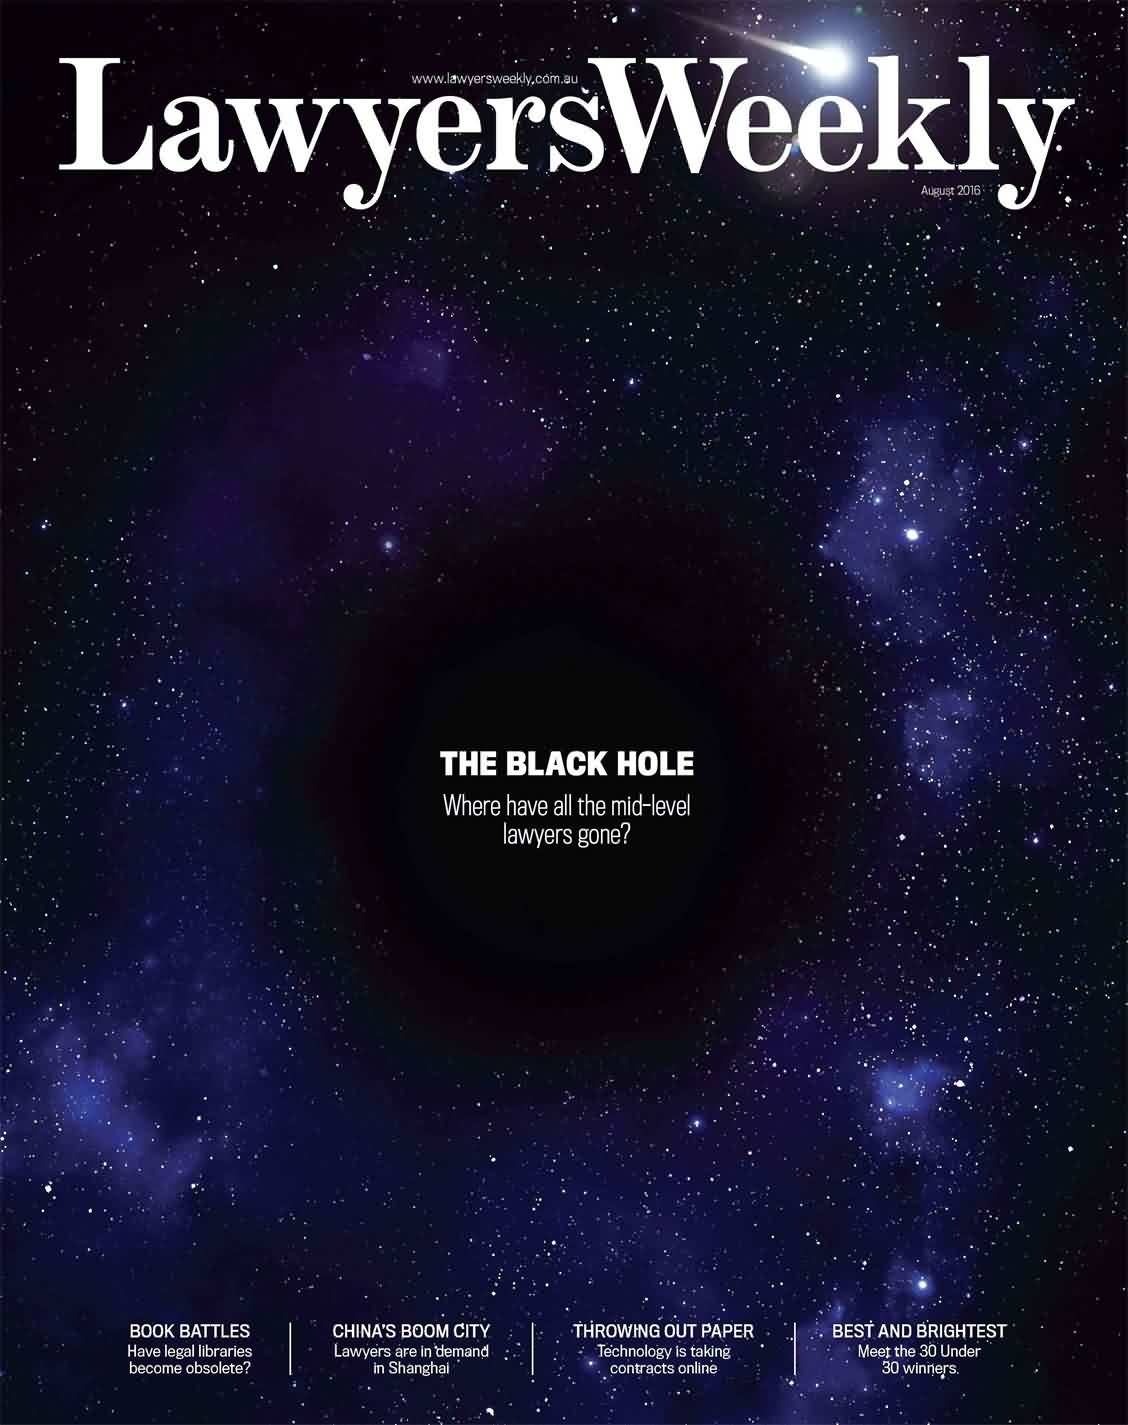 www.lawyersweekly.com.au
LawyersWeekly
August 2016
THE BLACK HOLE
Where have all the mid-level
lawyers gone?
BOOK BATTLES
Have legal libraries
become obsolete?
CHINA'S BOOM CITY
Lawyers are in demand
in Shanghai
THROWING OUT PAPER
Technology is taking
contracts online
BEST AND BRIGHTEST
Meet the 30 Under
30 winners.